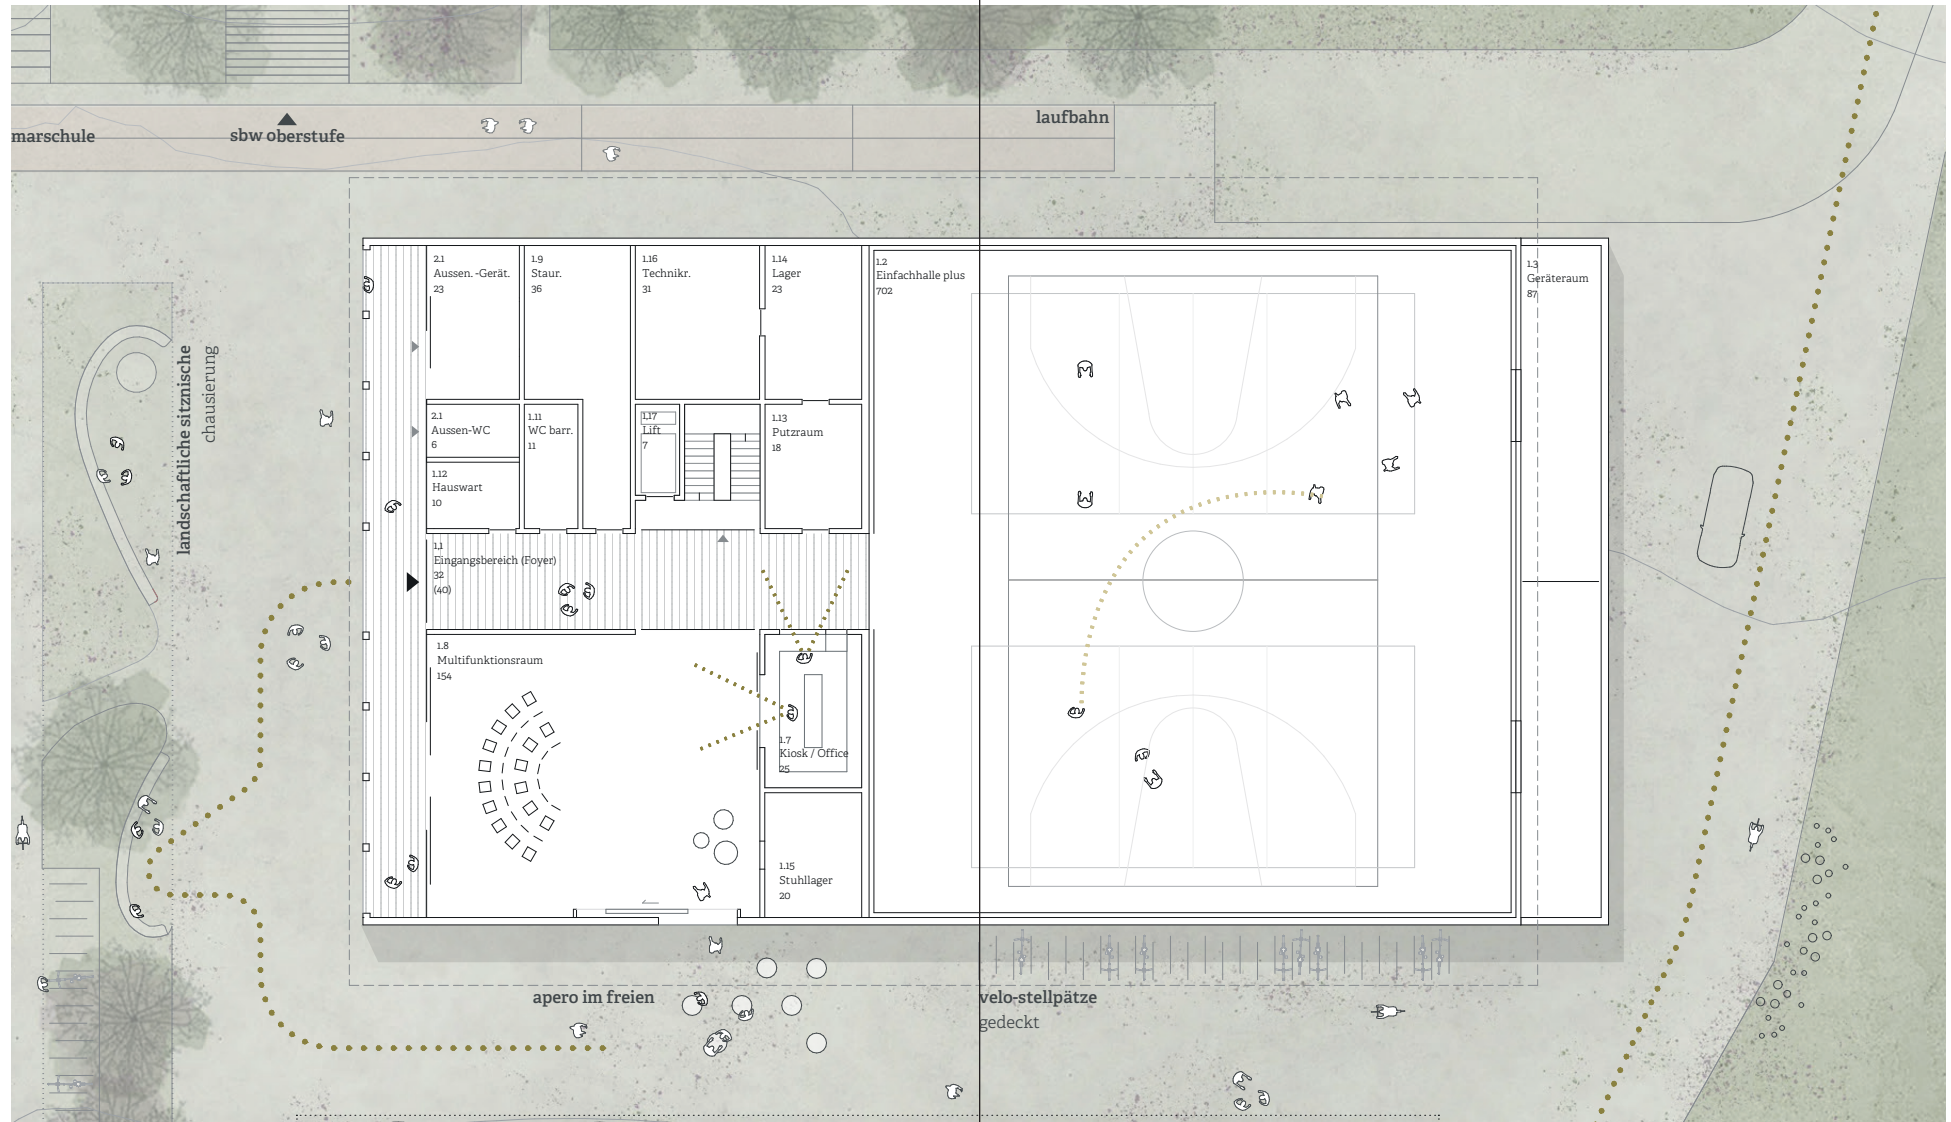 laufbahn
marschule
sbw oberstufe
landschaftliche sitznische
chausierung
2.1
Aussen.-Gerät.
23
1.9
Staur.
36
1.16
Technikr.
31
1.14
Lager
23
1.2
Einfachhalle plus
702
1.3
Geräteraum
87
2.1
Aussen-WC
6
1.11
WC barr.
11
1.17
Lift
7
1.13
Putzraum
18
1.12
Hauswart
10
1.1
Eingangsbereich (Foyer)
32
(40)
1.8
Multifunktionsraum
154
1.7
Kiosk / Office
25
1.15
Stuhllager
20
apero im freien
velo-stellpätze
gedeckt